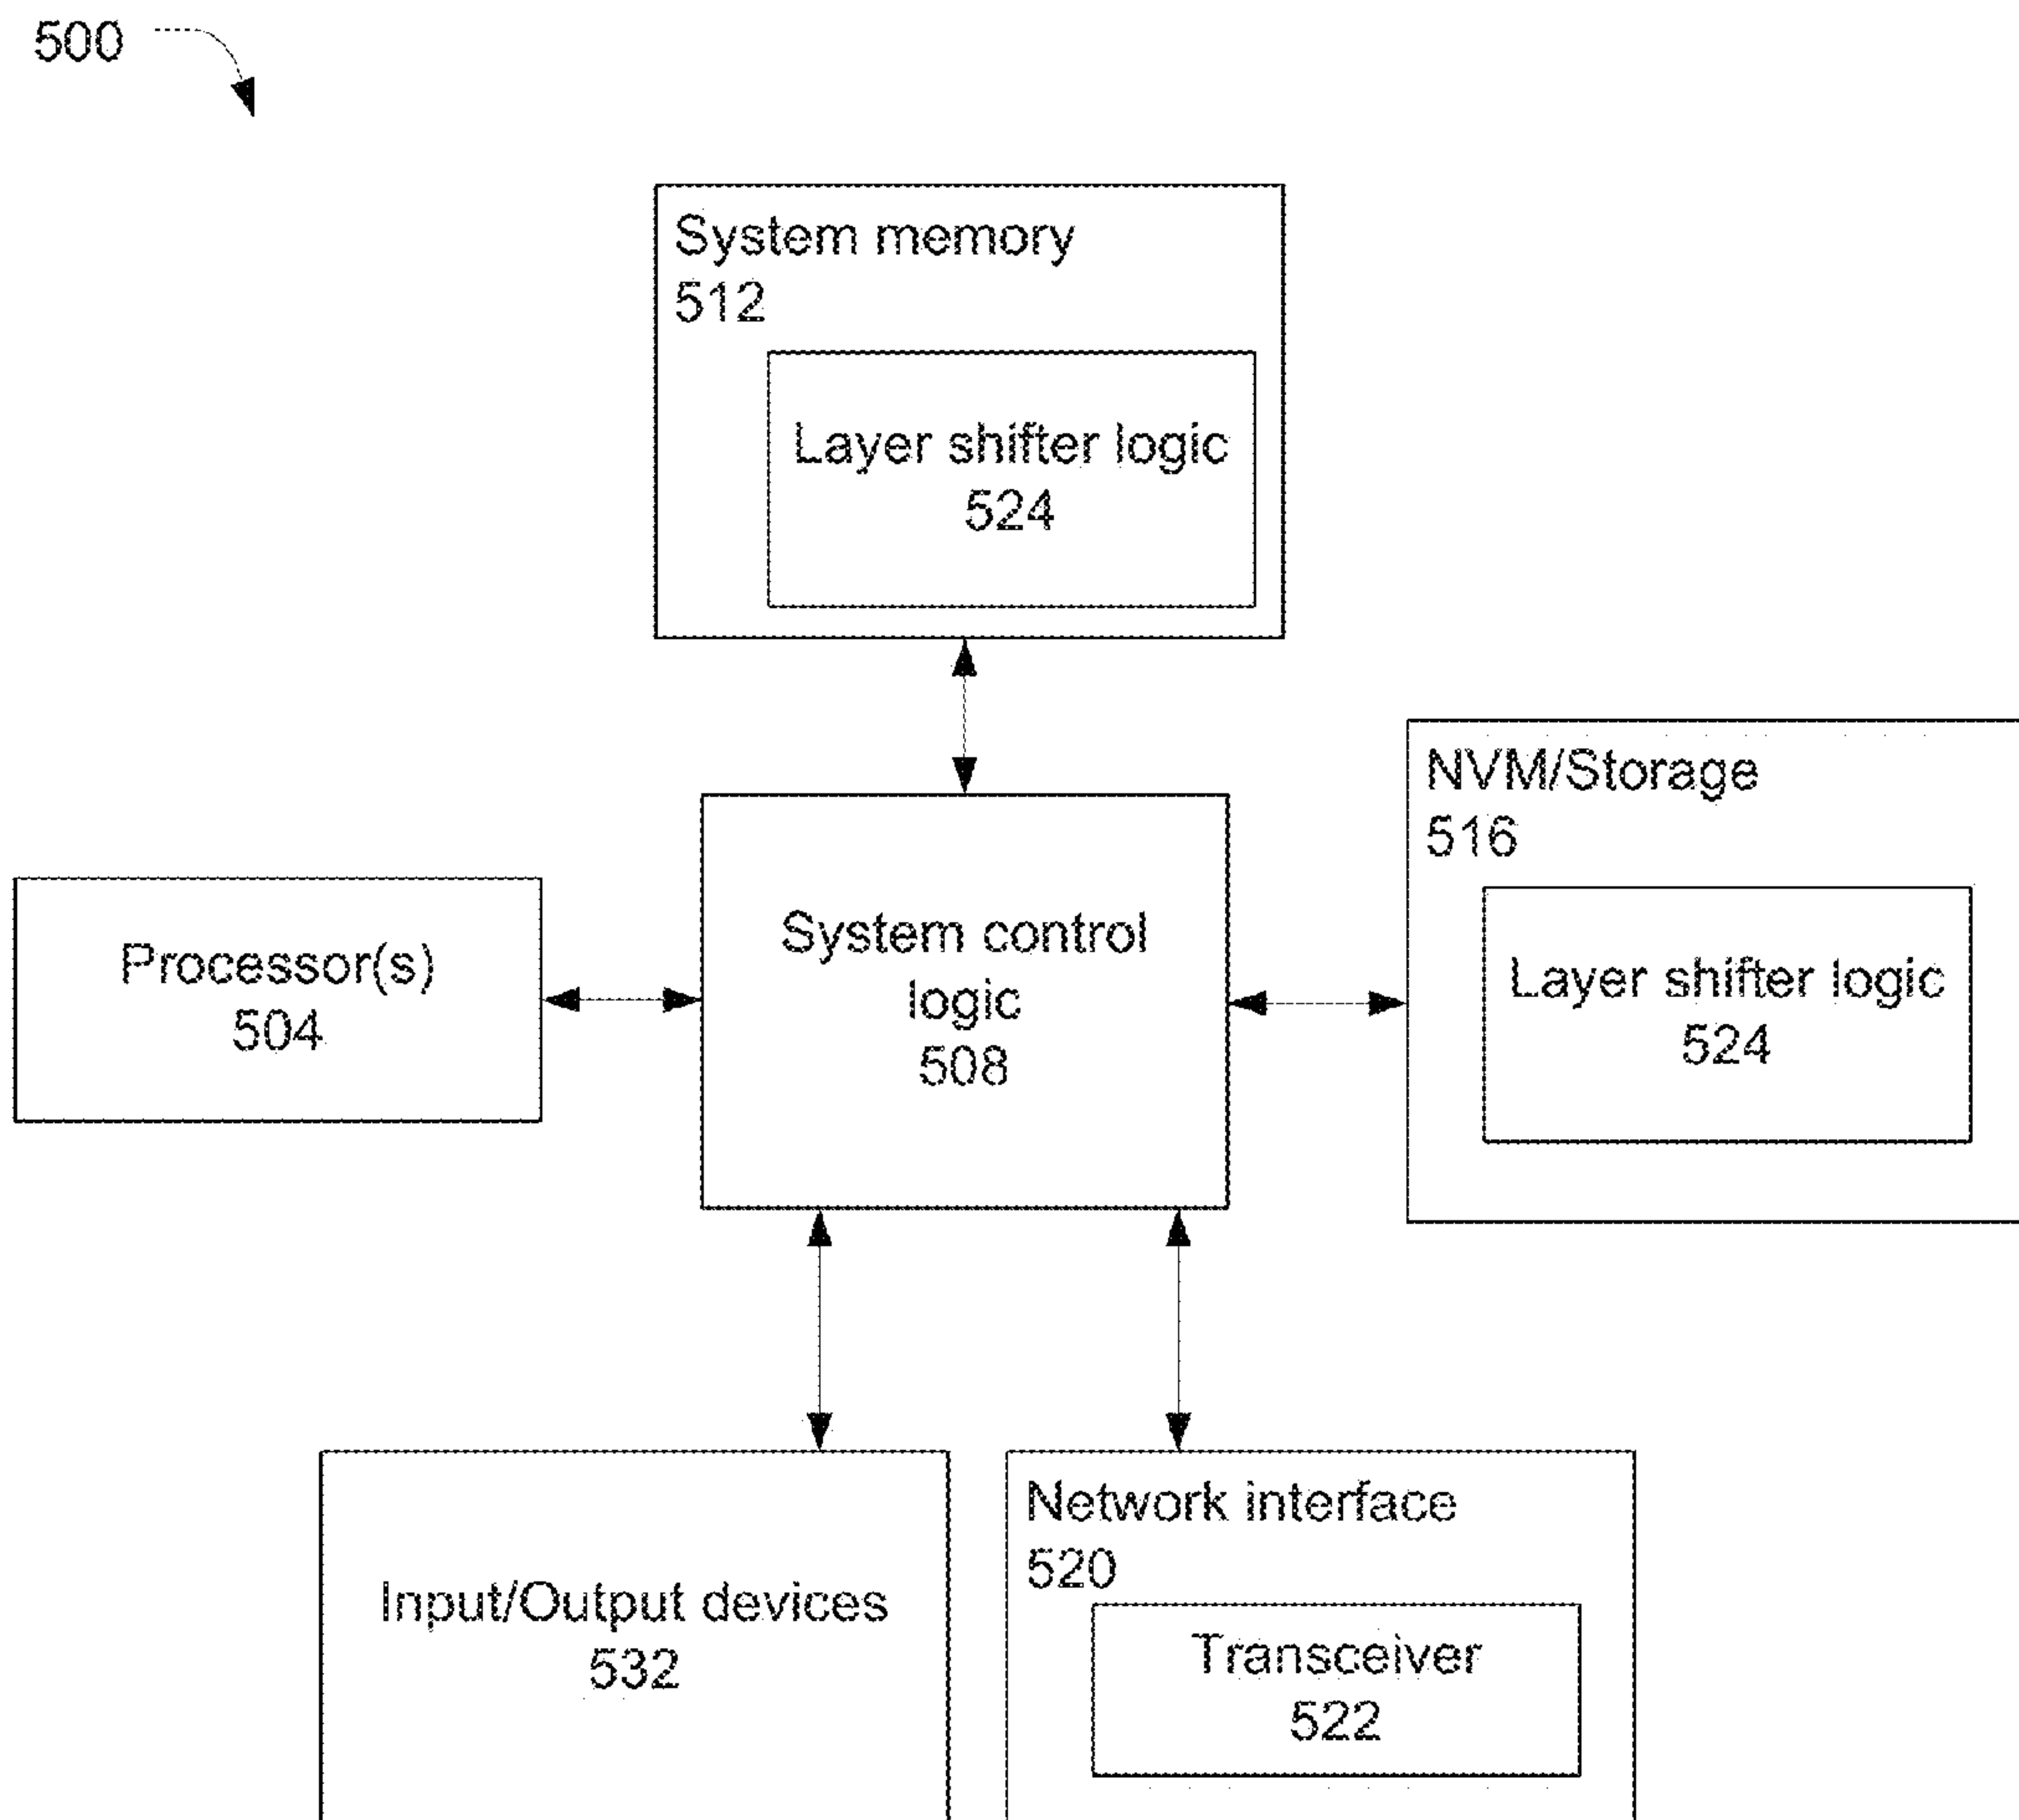 500
System memory
512
Layer shifter logic
524
NVM/Storage
516
Layer shifter logic
524
Processor(s)
504
System control
logic
508
Input/Output devices
532
Network interface
520
Transceiver
522